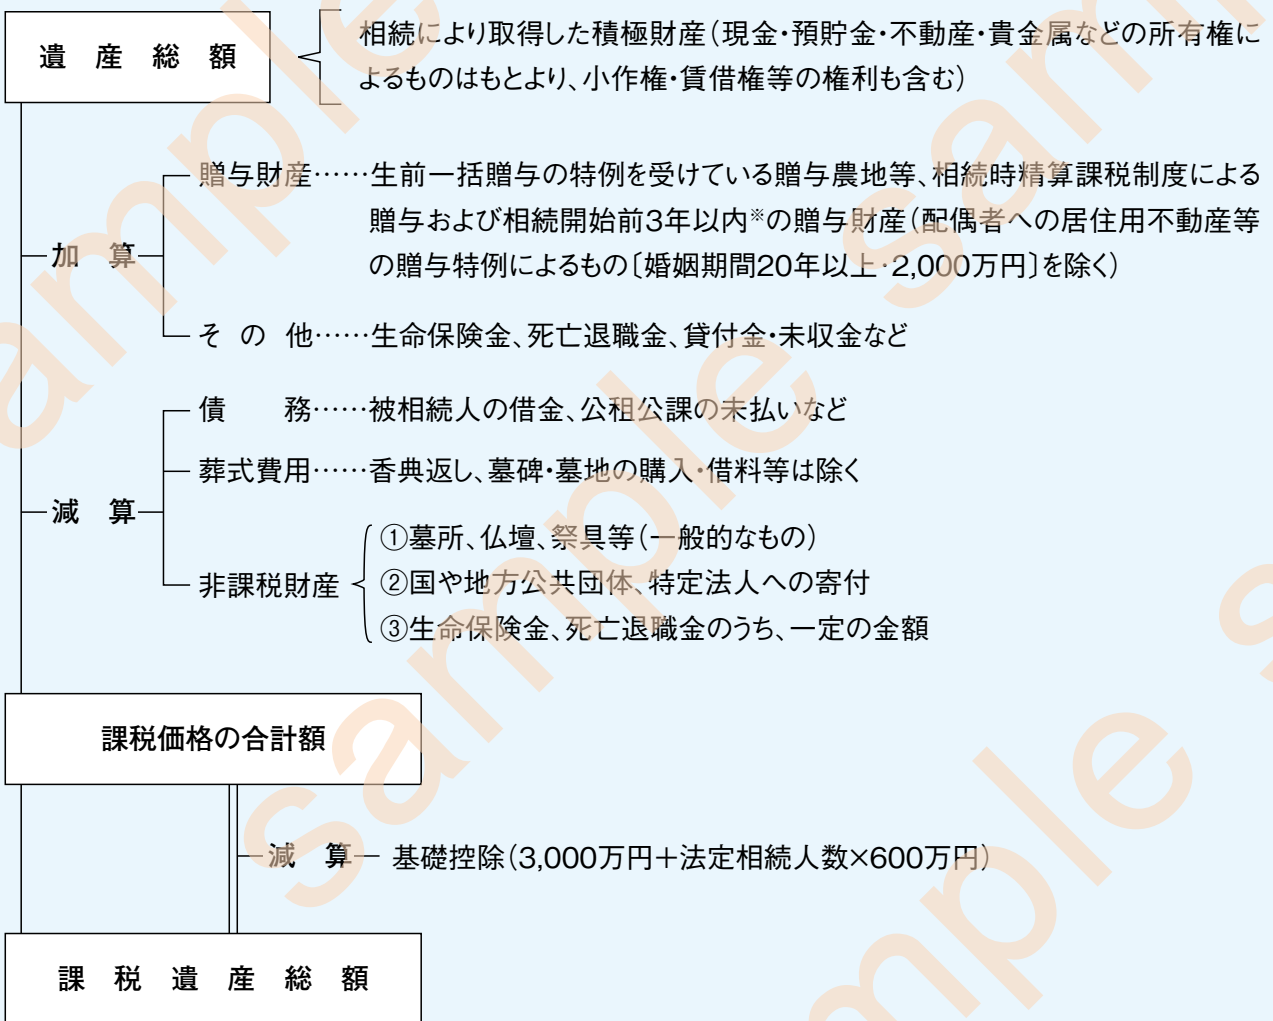 遺産総額
相続により取得した積極財産(現金・預貯金・不動産・貴金属などの所有権に
よるものはもとより、小作権・賃借権等の権利も含む)
贈与財産……生前一括贈与の特例を受けている贈与農地等、相続時精算課税制度による
贈与および相続開始前3年以内※の贈与財産(配偶者への居住用不動産等
の贈与特例によるもの〔婚姻期間20年以上・2,000万円〕を除く)
加算
その他……生命保険金、死亡退職金、貸付金・未収金など
債務……被相続人の借金、公租公課の未払いなど
葬式費用……香典返し、墓碑・墓地の購入・借料等は除く
減算
①墓所、仏壇、祭具等(一般的なもの)
非課税財産
②国や地方公共団体、特定法人への寄付
③生命保険金、死亡退職金のうち、一定の金額
課税価格の合計額
減算 基礎控除(3,000万円+法定相続人数×600万円)
課税遺産総額
sample
sample
sample
sample
sample